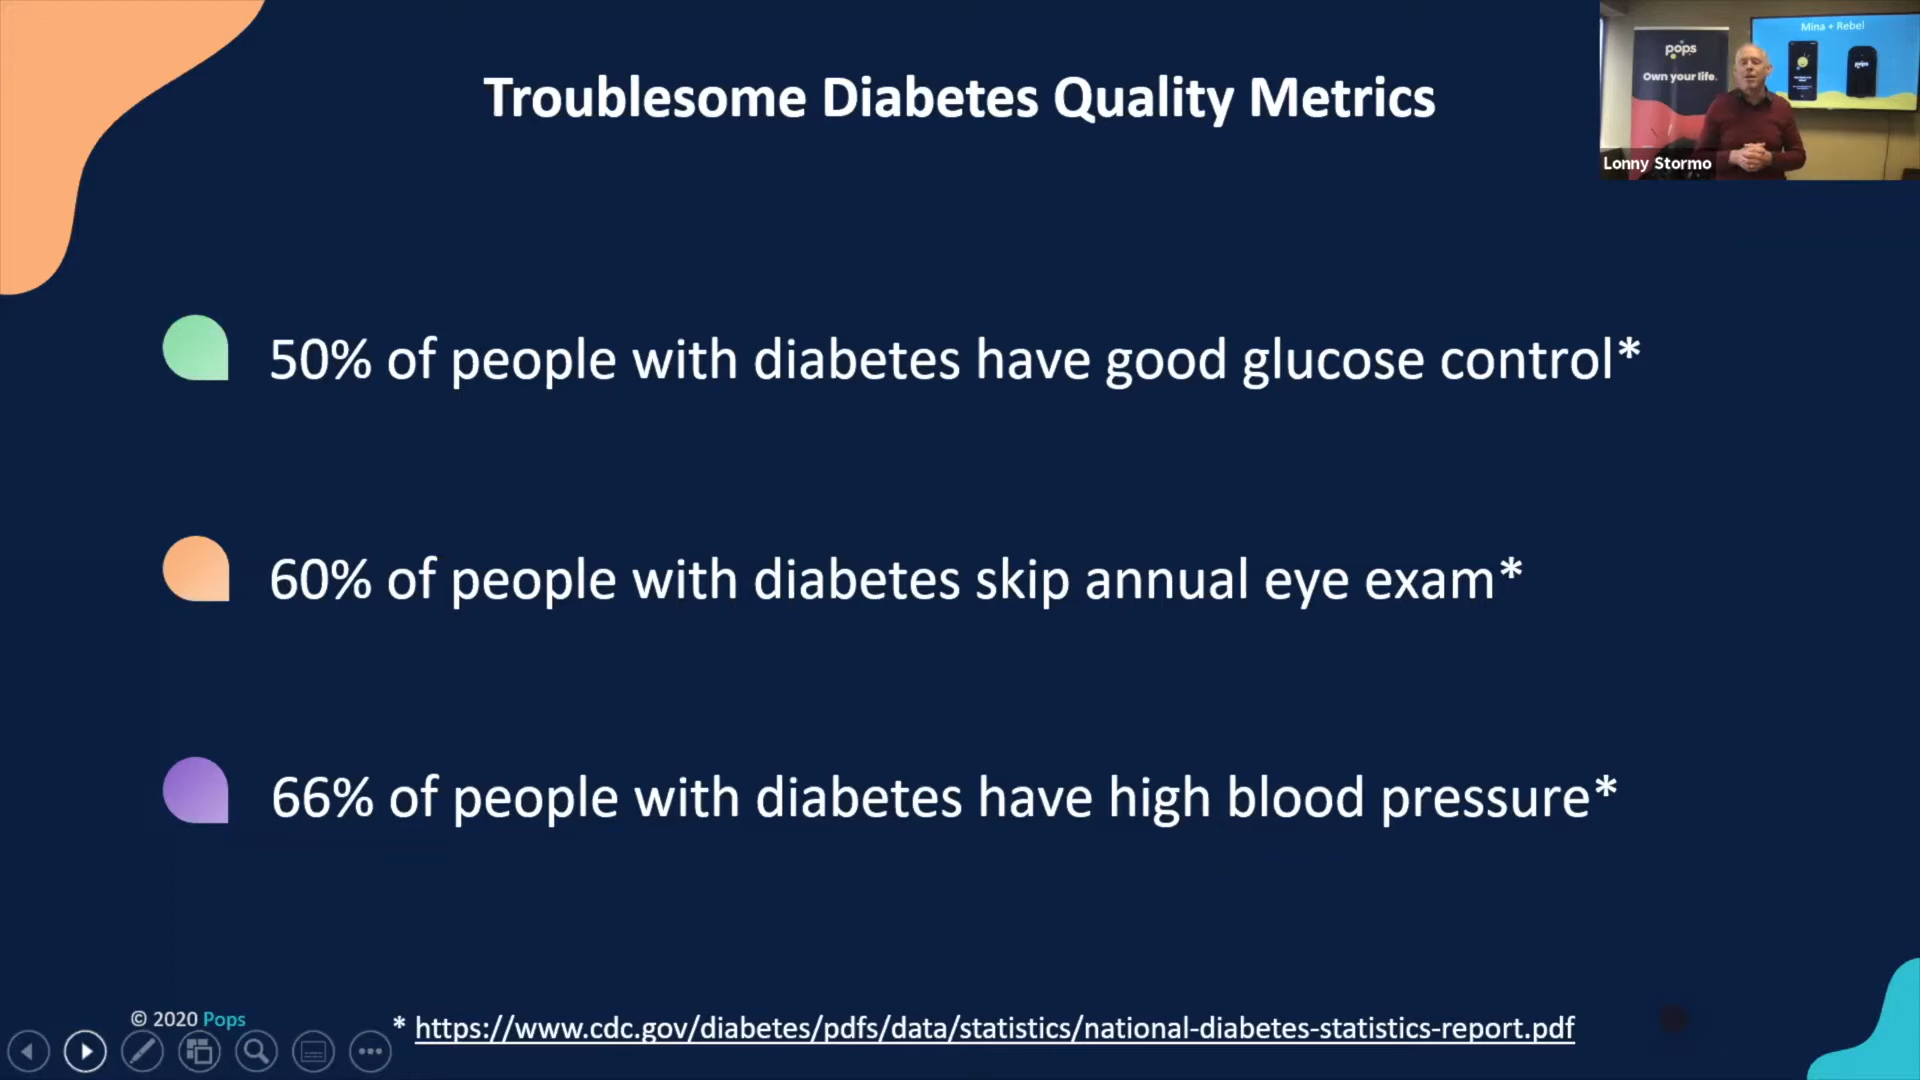 Troublesome Diabetes Quality Metrics
Mina + Rebel
pops
Own your life.
pops
Lonny Stormo
50% of people with diabetes have good glucose control*
60% of people with diabetes skip annual eye exam*
66% of people with diabetes have high blood pressure*
© 2020 Pops
* https://www.cdc.gov/diabetes/pdfs/data/statistics/national-diabetes-statistics-report.pdf